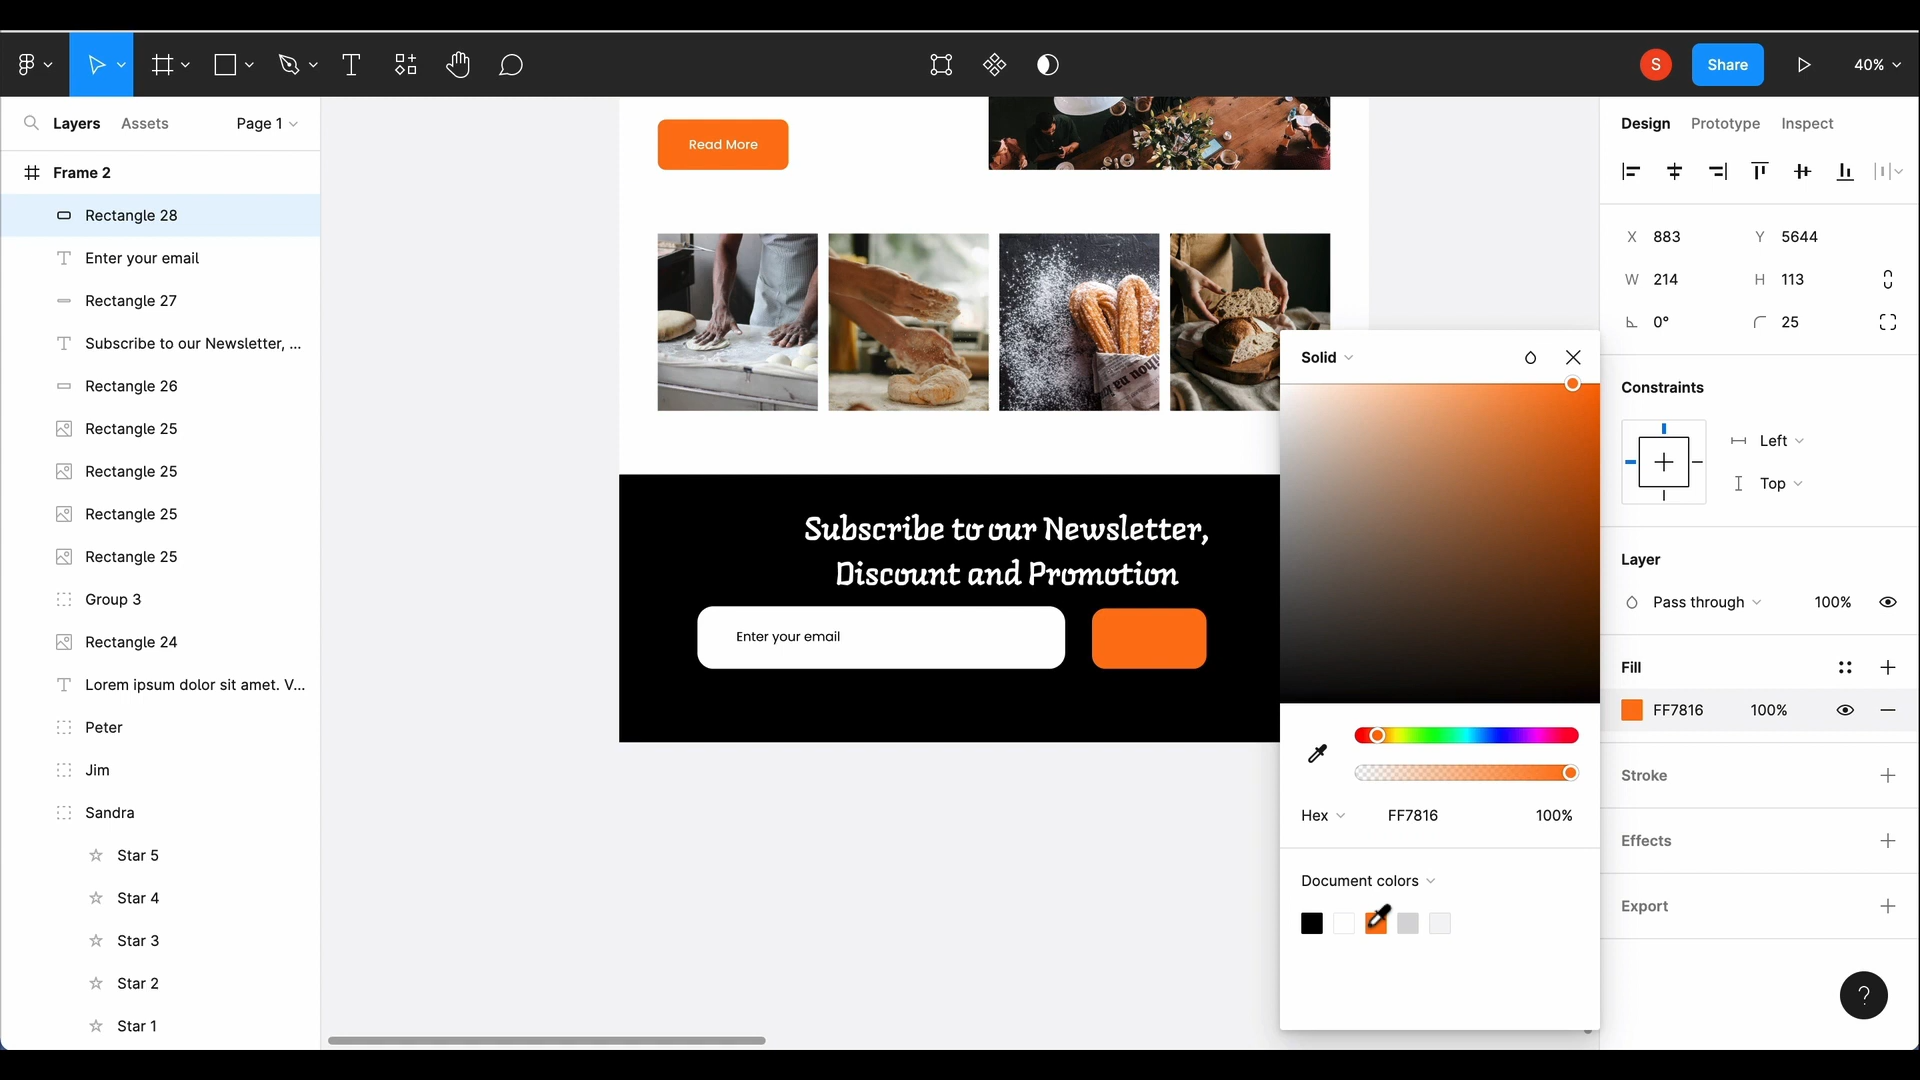 S
Share
40%
Layers
Assets
Page 1
Frame 2
Rectangle 28
Enter your email
Rectangle 27
Subscribe to our Newsletter, ...
Rectangle 26
Rectangle 25
Rectangle 25
Rectangle 25
Rectangle 25
Group 3
Rectangle 24
Lorem ipsum dolor sit amet. V...
Peter
Jim
Sandra
Star 5
Star 4
Star 3
Star 2
Star 1
Read More
Subscribe to our Newsletter,
Discount and Promotion
Enter your email
Solid
Hex
FF7816
100%
Document colors
Design
Prototype
Inspect
X
883
Y
5644
W
214
H
113
0°
25
Constraints
Left
Top
Layer
Pass through
100%
Fill
FF7816
100%
Stroke
Effects
Export
?